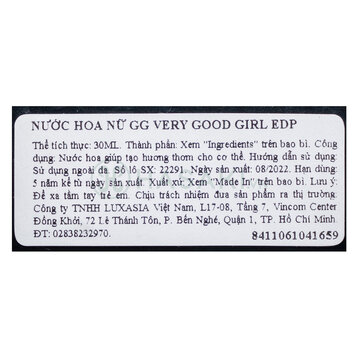 NƯỚC HOA NỮ GG VERY GOOD GIRL EDP
Thể tích thực: 30ML. Thành phần: Xem "Ingredients" trên bao bì. Công
dụng: Nước hoa giúp tạo hương thơm cho cơ thể. Hướng dẫn sử dụng:
Sử dụng ngoài da. Số lô SX: 22291. Ngày sản xuất: 08/2022. Hạn dùng:
5 năm kể từ ngày sản xuất. Xuất xứ: Xem "Made In" trên bao bì. Lưu ý:
Để xa tầm tay trẻ em. Chịu trách nhiệm đưa sản phẩm ra thị trường:
Công ty TNHH LUXASIA Việt Nam, L17-08, Tầng 17, Vincom Center
Đồng Khởi, 72 Lê Thánh Tôn, P. Bến Nghé, Quận 1, TP. Hồ Chí Minh
ĐT: 02838232970.
8411061041659